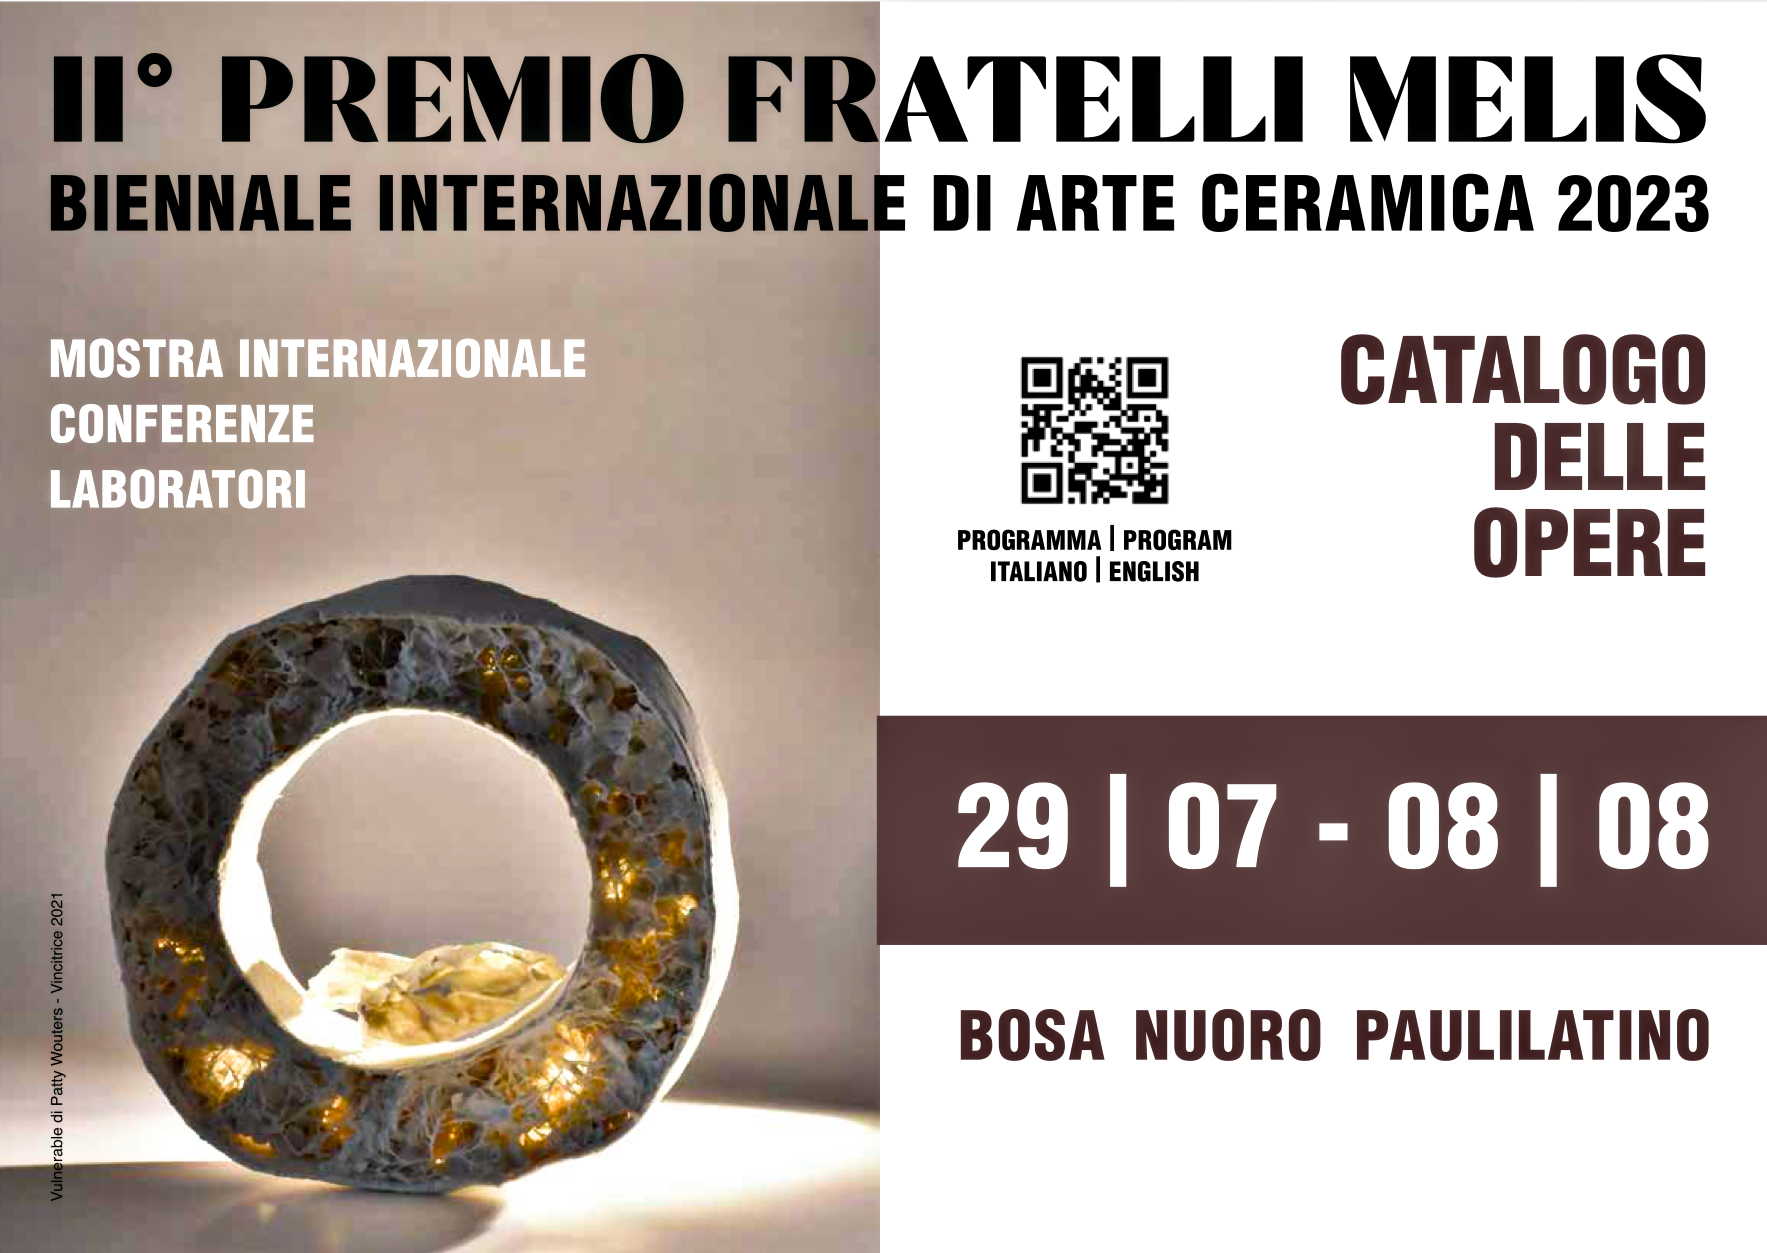 II° PREMIO FRATELLI MELIS
BIENNALE INTERNAZIONALE DI ARTE CERAMICA 2023
MOSTRA INTERNAZIONALE
CONFERENZE
LABORATORI
PROGRAMMA | PROGRAM
ITALIANO | ENGLISH
CATALOGO
DELLE
OPERE
29 | 07 - 08 | 08
BOSA NUORO PAULILATINO
Vulnerable di Patty Wouters - Vincitrice 2021